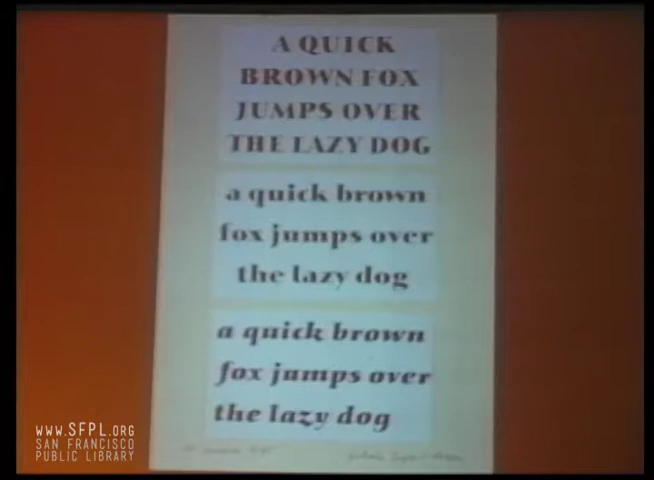 A QUICK
BROWN FOX
JUMPS OVER
THE LAZY DOG
a quick brown
fox jumps over
the lazy dog
a quick brown
fox jumps over
the lazy dog
www.SFPL.ORG
SAN FRANCISCO
PUBLIC LIBRARY